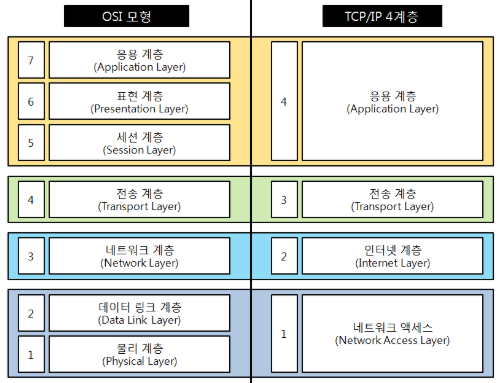 OSI 모형
TCP/IP 4계층
7
응용 계층
(Application Layer)
6
표현 계층
(Presentation Layer)
5
세션 계층
(Session Layer)
4
응용 계층
(Application Layer)
4
전송 계층
(Transport Layer)
3
전송 계층
(Transport Layer)
3
네트워크 계층
(Network Layer)
2
인터넷 계층
(Internet Layer)
2
데이터 링크 계층
(Data Link Layer)
1
물리 계층
(Physical Layer)
1
네트워크 액세스
(Network Access Layer)